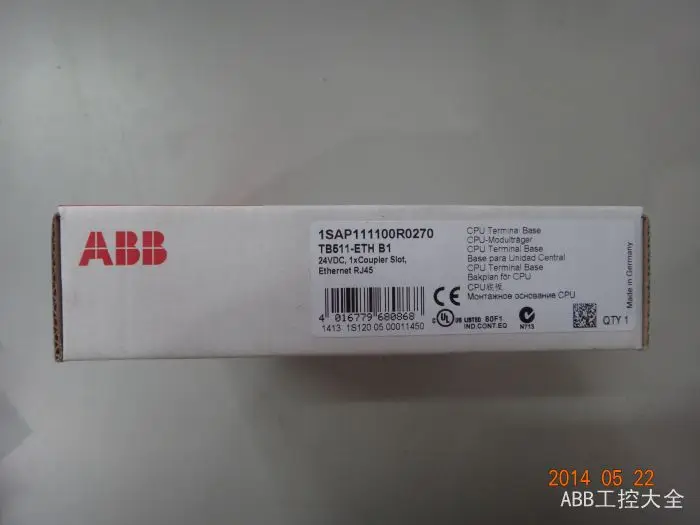 ABB
1SAP111100R0270
TB511-ETH B1
24VDC, 1xCoupler Slot,
Ethernet RJ45
4 016779 680868
1413 1S120 05 00011450
CPU Terminal Base
CPU-Modulträger
CPU Terminal Base
Base para Unidad Central
CPU Terminal Base
Bakplan för CPU
CPU底板
Монтажное основание CPU
CE
UL US LISTED 80F1
IND.CONT.EQ
N713
Made in Germany
QTY 1
2014 05 22
ABB工控大全